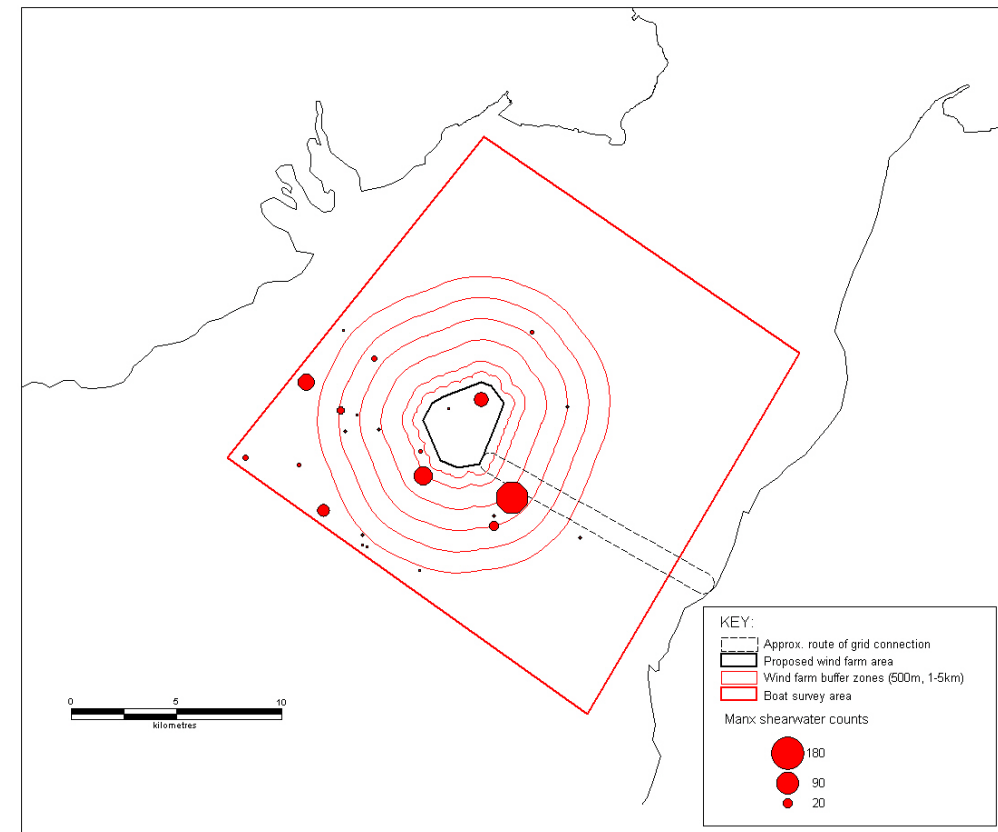 0 5 10
kilometres
KEY:
Approx. route of grid connection
Proposed wind farm area
Wind farm buffer zones (500m, 1-5km)
Boat survey area
Manx shearwater counts
180
90
20